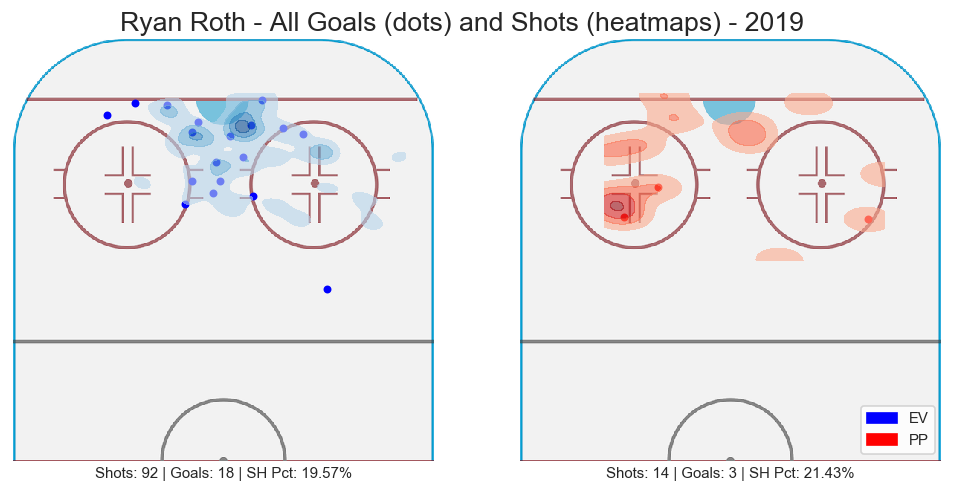 Ryan Roth - All Goals (dots) and Shots (heatmaps) - 2019
EV
PP
Shots: 92 | Goals: 18 | SH Pct: 19.57%
Shots: 14 | Goals: 3 | SH Pct: 21.43%